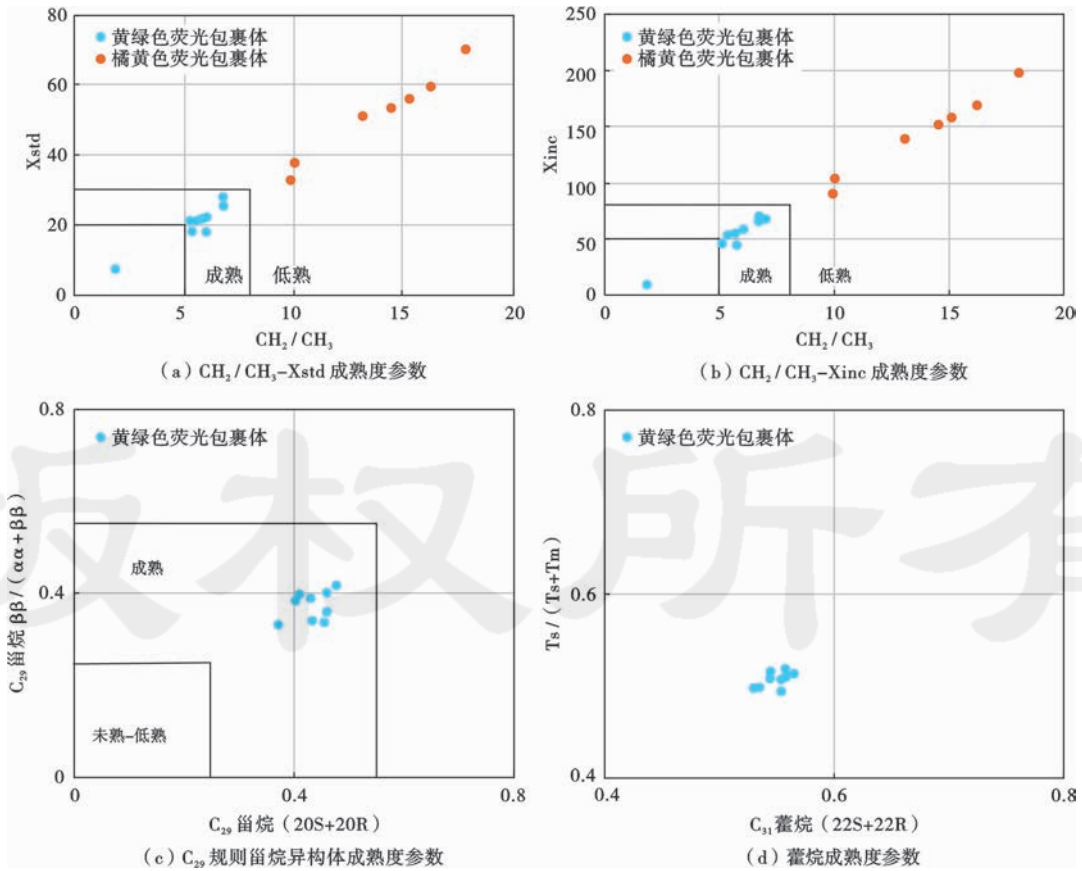 80
60
40
20
0
Xstd
黄绿色荧光包裹体
橘黄色荧光包裹体
成熟
低熟
0
5
10
15
20
CH₂/CH₃
(a) CH₂/CH₃-Xstd 成熟度参数
250
200
150
100
50
0
Xinc
黄绿色荧光包裹体
橘黄色荧光包裹体
成熟
低熟
0
5
10
15
20
CH₂/CH₃
(b) CH₂/CH₃-Xinc 成熟度参数
0.8
0.4
0
C₂₉ 甾烷 ββ/(αα+ββ)
黄绿色荧光包裹体
成熟
未熟-低熟
0
0.4
0.8
C₂₉ 甾烷 (20S+20R)
(c) C₂₉ 规则甾烷异构体成熟度参数
0.8
0.6
0.4
Ts/(Ts+Tm)
黄绿色荧光包裹体
0.4
0.6
0.8
C₃₁藿烷 (22S+22R)
(d) 藿烷成熟度参数
版权所有